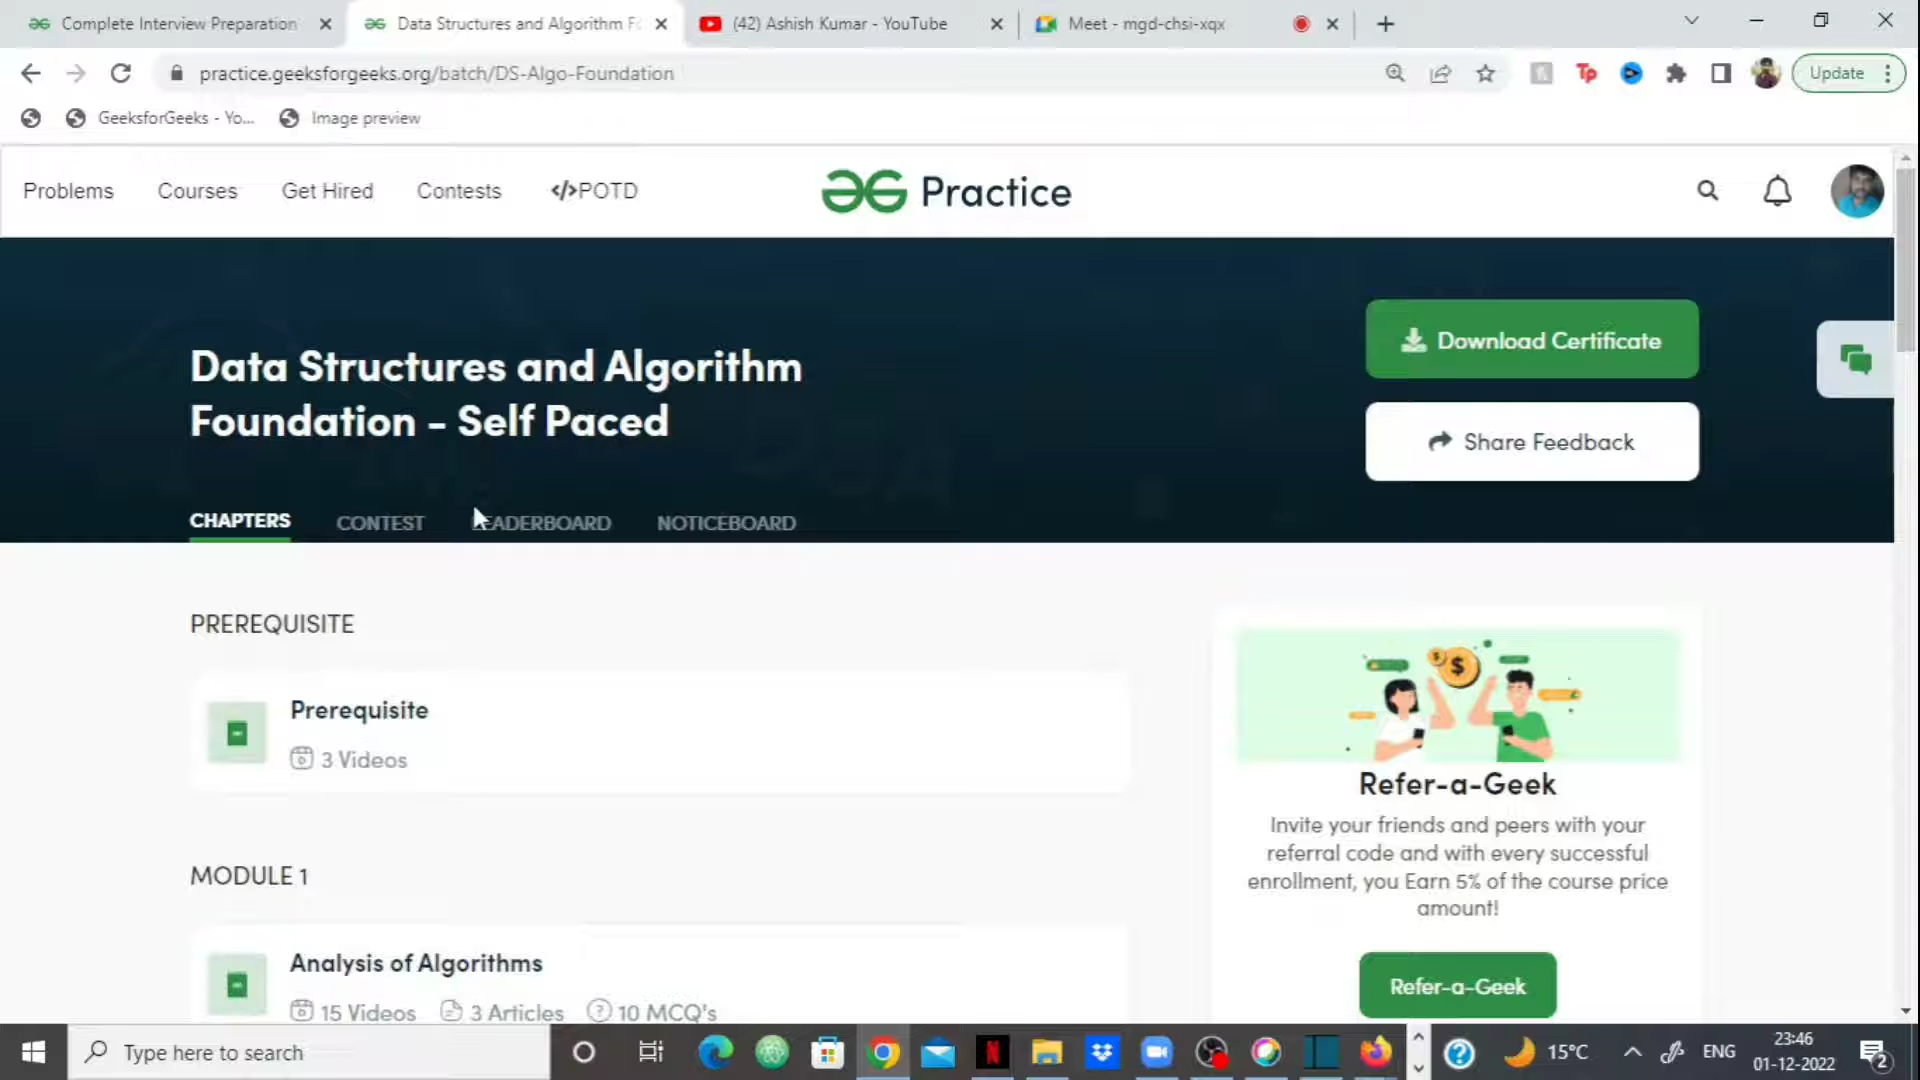 Complete Interview Preparation
Data Structures and Algorithm Fo
(42) Ashish Kumar - YouTube
Meet - mgd-chsi-xqx
practice.geeksforgeeks.org/batch/DS-Algo-Foundation
Tp
Update
GeeksforGeeks - Yo...
Image preview
Problems
Courses
Get Hired
Contests
</>POTD
Practice
Data Structures and Algorithm
Foundation - Self Paced
Download Certificate
Share Feedback
CHAPTERS
CONTEST
LEADERBOARD
NOTICEBOARD
PREREQUISITE
Prerequisite
3 Videos
Refer-a-Geek
Invite your friends and peers with your
referral code and with every successful
enrollment, you Earn 5% of the course price
amount!
Refer-a-Geek
MODULE 1
Analysis of Algorithms
15 Videos
3 Articles
10 MCQ's
Type here to search
15°C
ENG
23:46
01-12-2022
2